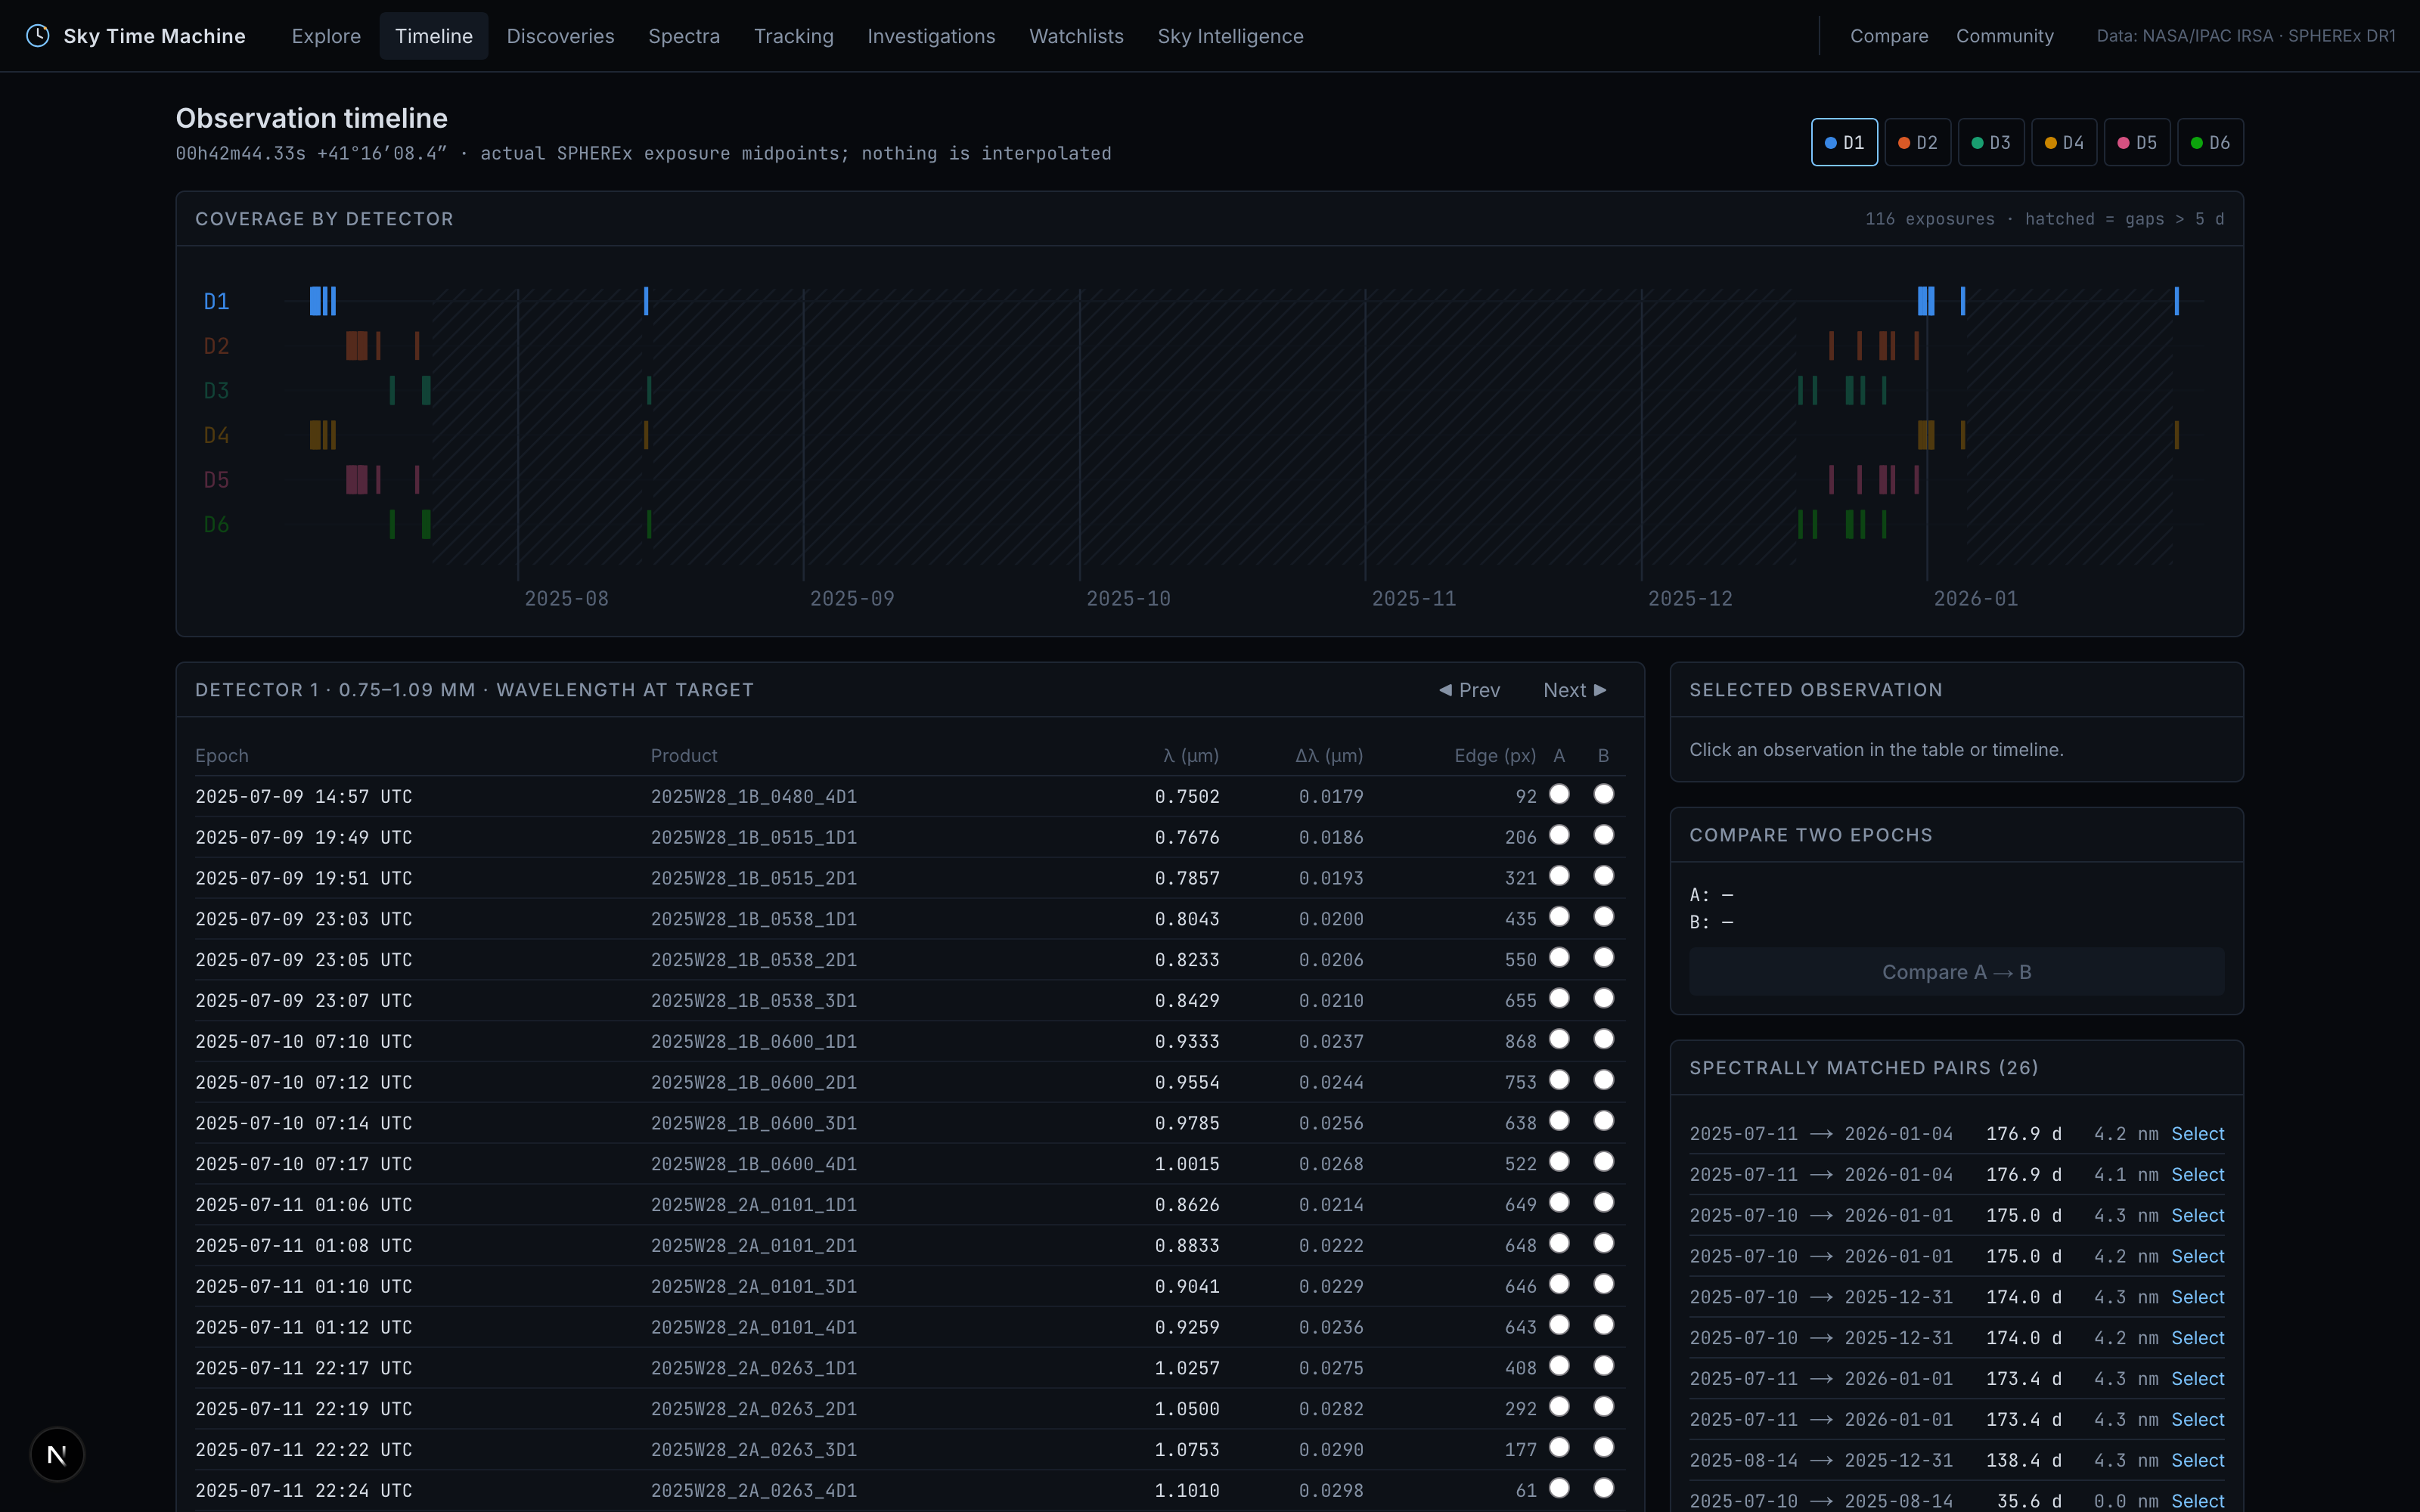 Sky Time Machine Explore Timeline Discoveries Spectra Tracking Investigations Watchlists Sky Intelligence Compare Community Data: NASA/IPAC IRSA · SPHEREx DR1
Observation timeline
00h42m44.33s +41°16′08.4″ · actual SPHEREx exposure midpoints; nothing is interpolated
D1 D2 D3 D4 D5 D6
COVERAGE BY DETECTOR 116 exposures · hatched = gaps > 5 d
D1
D2
D3
D4
D5
D6
2025-08 2025-09 2025-10 2025-11 2025-12 2026-01
DETECTOR 1 · 0.75–1.09 MM · WAVELENGTH AT TARGET ◀ Prev Next ▶
Epoch Product λ (μm) Δλ (μm) Edge (px) A B
2025-07-09 14:57 UTC 2025W28_1B_0480_4D1 0.7502 0.0179 92
2025-07-09 19:49 UTC 2025W28_1B_0515_1D1 0.7676 0.0186 206
2025-07-09 19:51 UTC 2025W28_1B_0515_2D1 0.7857 0.0193 321
2025-07-09 23:03 UTC 2025W28_1B_0538_1D1 0.8043 0.0200 435
2025-07-09 23:05 UTC 2025W28_1B_0538_2D1 0.8233 0.0206 550
2025-07-09 23:07 UTC 2025W28_1B_0538_3D1 0.8429 0.0210 655
2025-07-10 07:10 UTC 2025W28_1B_0600_1D1 0.9333 0.0237 868
2025-07-10 07:12 UTC 2025W28_1B_0600_2D1 0.9554 0.0244 753
2025-07-10 07:14 UTC 2025W28_1B_0600_3D1 0.9785 0.0256 638
2025-07-10 07:17 UTC 2025W28_1B_0600_4D1 1.0015 0.0268 522
2025-07-11 01:06 UTC 2025W28_2A_0101_1D1 0.8626 0.0214 649
2025-07-11 01:08 UTC 2025W28_2A_0101_2D1 0.8833 0.0222 648
2025-07-11 01:10 UTC 2025W28_2A_0101_3D1 0.9041 0.0229 646
2025-07-11 01:12 UTC 2025W28_2A_0101_4D1 0.9259 0.0236 643
2025-07-11 22:17 UTC 2025W28_2A_0263_1D1 1.0257 0.0275 408
2025-07-11 22:19 UTC 2025W28_2A_0263_2D1 1.0500 0.0282 292
2025-07-11 22:22 UTC 2025W28_2A_0263_3D1 1.0753 0.0290 177
2025-07-11 22:24 UTC 2025W28_2A_0263_4D1 1.1010 0.0298 61
SELECTED OBSERVATION
Click an observation in the table or timeline.
COMPARE TWO EPOCHS
A: —
B: —
Compare A → B
SPECTRALLY MATCHED PAIRS (26)
2025-07-11 → 2026-01-04 176.9 d 4.2 nm Select
2025-07-11 → 2026-01-04 176.9 d 4.1 nm Select
2025-07-10 → 2026-01-01 175.0 d 4.3 nm Select
2025-07-10 → 2026-01-01 175.0 d 4.2 nm Select
2025-07-10 → 2025-12-31 174.0 d 4.3 nm Select
2025-07-10 → 2025-12-31 174.0 d 4.2 nm Select
2025-07-11 → 2026-01-01 173.4 d 4.3 nm Select
2025-07-11 → 2026-01-01 173.4 d 4.3 nm Select
2025-08-14 → 2025-12-31 138.4 d 4.3 nm Select
2025-07-10 → 2025-08-14 35.6 d 0.0 nm Select
N